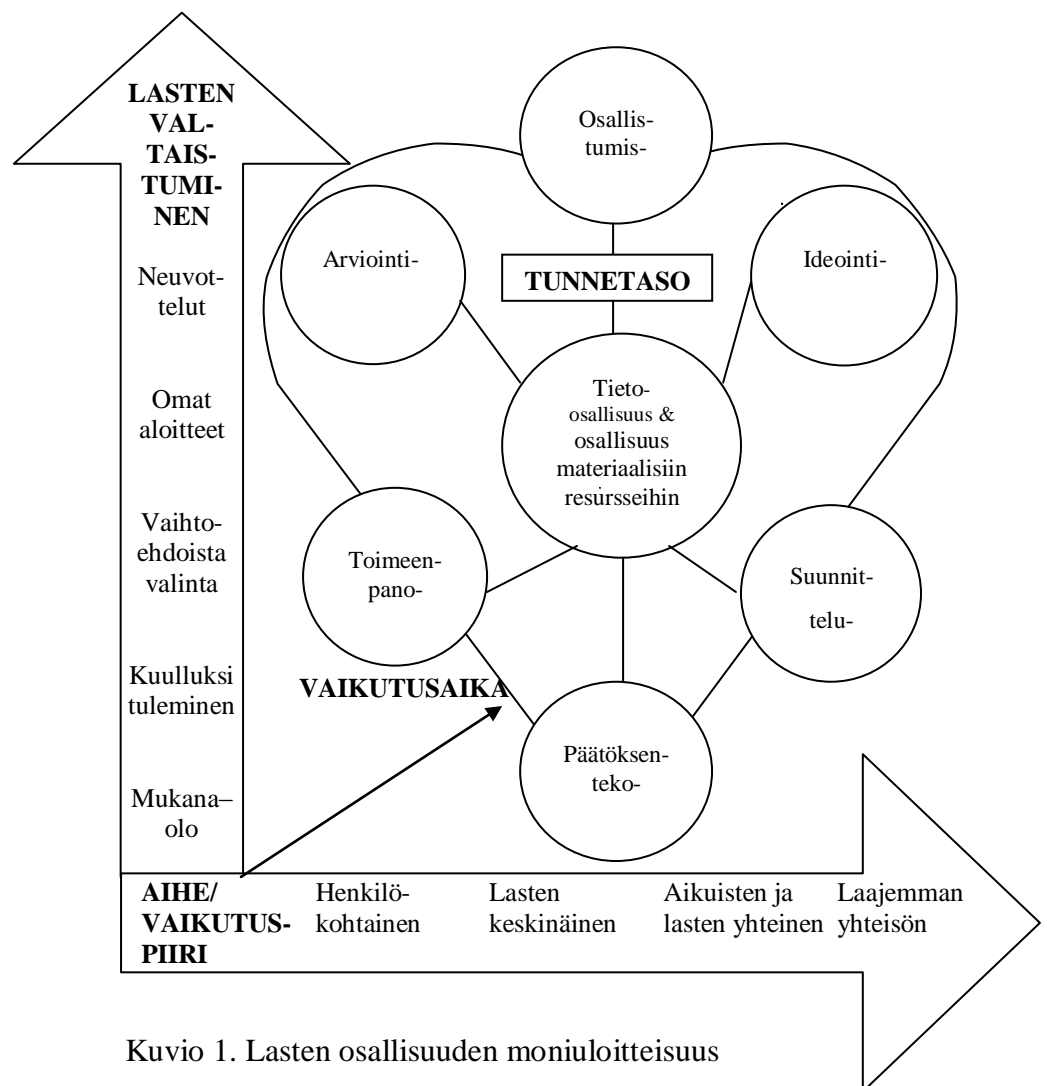 LASTEN
VAL-
TAIS-
TUMI-
NEN
Neuvot-
telut
Omat
aloitteet
Vaihto-
ehdoista
valinta
Kuulluksi
tuleminen
Mukana–
olo
Osallis-
tumis-
Arviointi-
Ideointi-
TUNNETASO
Tieto-
osallisuus &
osallisuus
materiaalisiin
resursseihin
Toimeen-
pano-
Suunnit-
telu-
VAIKUTUSAIKA
Päätöksen-
teko-
AIHE/
VAIKUTUS-
PIIRI
Henkilö-
kohtainen
Lasten
keskinäinen
Aikuisten ja
lasten yhteinen
Laajemman
yhteisön
Kuvio 1. Lasten osallisuuden moniuloitteisuus